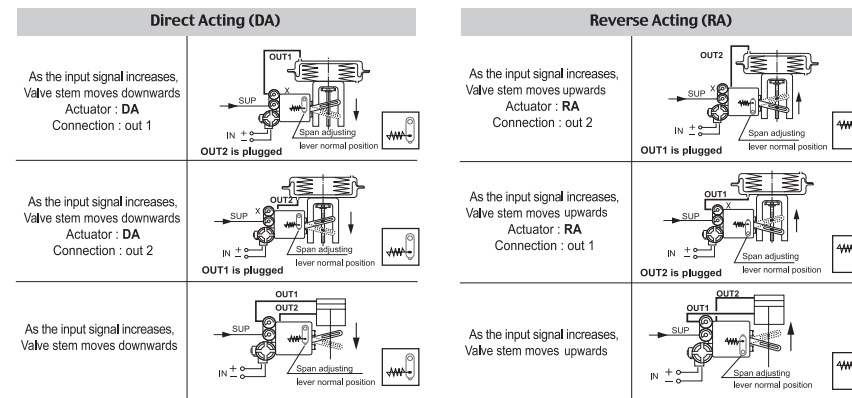 Direct Acting (DA)
As the input signal increases,
Valve stem moves downwards
Actuator : DA
Connection : out 1
OUT1
X
SUP
IN + −
Span adjusting
lever normal position
OUT2 is plugged
As the input signal increases,
Valve stem moves downwards
Actuator : DA
Connection : out 2
OUT2
X
SUP
IN + −
Span adjusting
lever normal position
OUT1 is plugged
As the input signal increases,
Valve stem moves downwards
OUT1
OUT2
SUP
IN + −
Span adjusting
lever normal position
Reverse Acting (RA)
As the input signal increases,
Valve stem moves upwards
Actuator : RA
Connection : out 2
OUT2
X
SUP
IN + −
Span adjusting
lever normal position
OUT1 is plugged
As the input signal increases,
Valve stem moves upwards
Actuator : RA
Connection : out 1
OUT1
X
SUP
IN + −
Span adjusting
lever normal position
OUT2 is plugged
As the input signal increases,
Valve stem moves upwards
OUT2
OUT1
SUP
IN + −
Span adjusting
lever normal position